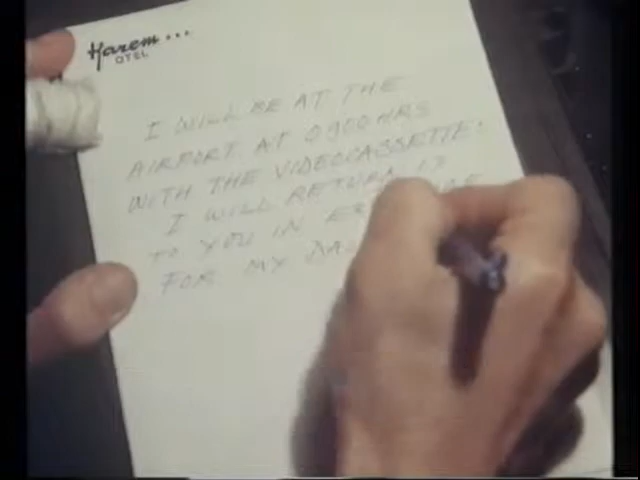 Harem...
OTEL
I WILL BE AT THE
AIRPORT AT 0900 HRS
WITH THE VIDEOCASSETTE.
I WILL RETURN IT
TO YOU IN
FOR MY